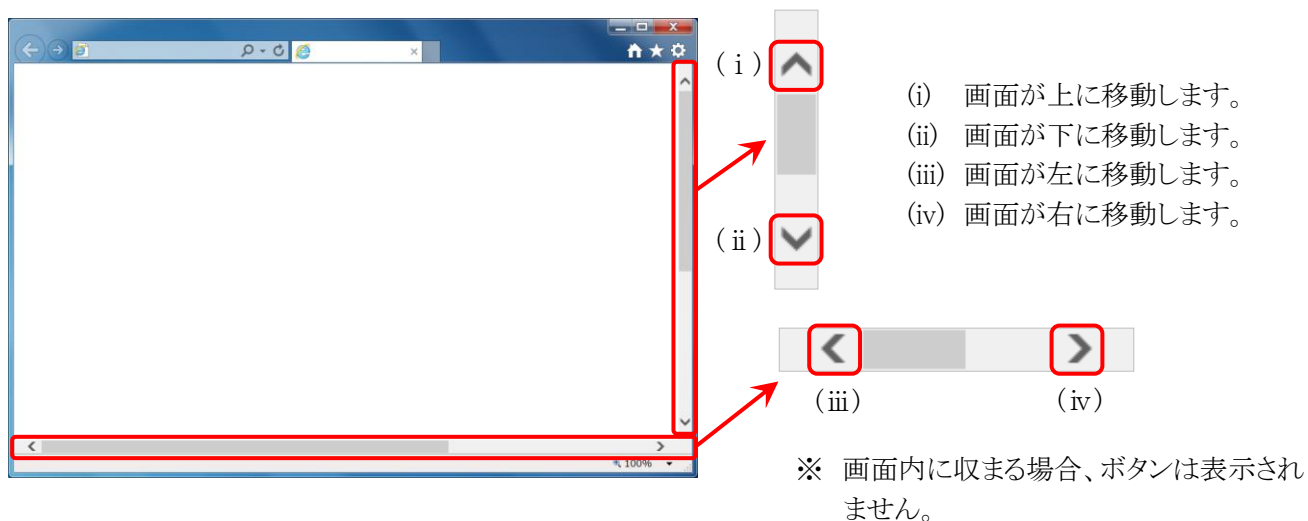 (ⅰ)
(ⅰ) 画面が上に移動します。
(ⅱ) 画面が下に移動します。
(ⅲ) 画面が左に移動します。
(ⅳ) 画面が右に移動します。
(ⅱ)
(ⅲ) (ⅳ)
100%
※ 画面内に収まる場合、ボタンは表示され
ません。